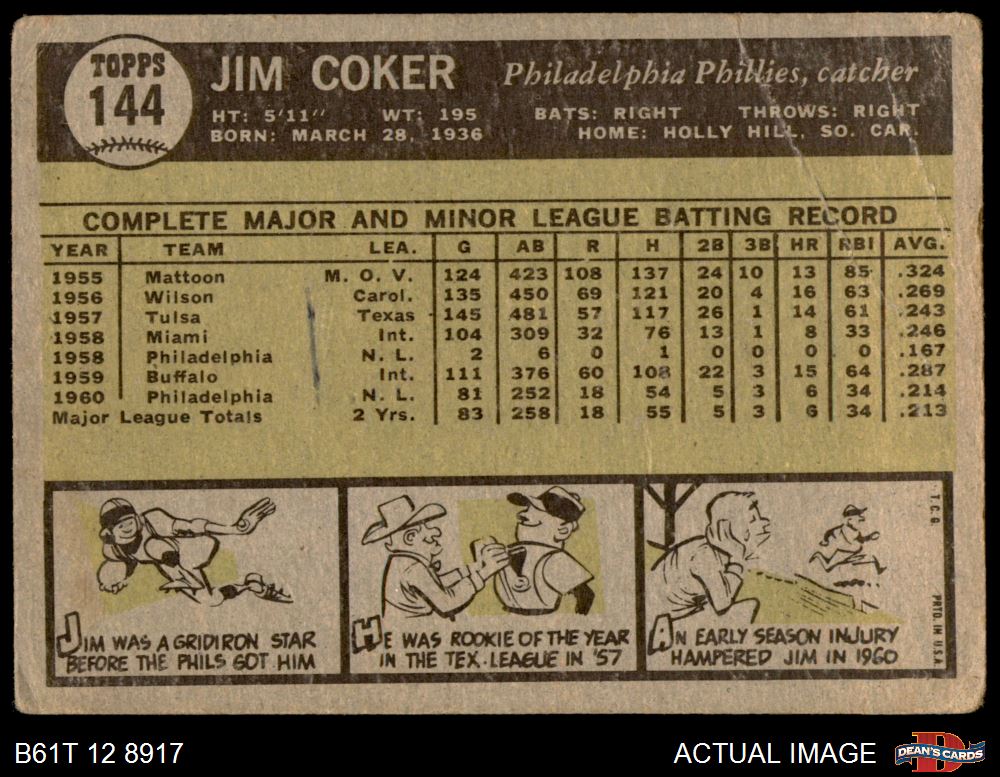 TOPPS
144
JIM COKER
Philadelphia Phillies, catcher
HT: 5'11" WT: 195 BATS: RIGHT THROWS: RIGHT
BORN: MARCH 28, 1936 HOME: HOLLY HILL, SO. CAR.
COMPLETE MAJOR AND MINOR LEAGUE BATTING RECORD
YEAR TEAM LEA. G AB R H 2B 3B HR RBI AVG.
1955 Mattoon M. O. V. 124 423 108 137 24 10 13 85 .324
1956 Wilson Carol. 135 450 69 121 20 4 16 63 .269
1957 Tulsa Texas 145 481 57 117 26 1 14 61 .243
1958 Miami Int. 104 309 32 76 13 1 8 33 .246
1958 Philadelphia N. L. 2 6 0 1 0 0 0 0 .167
1959 Buffalo Int. 111 376 60 108 22 3 15 64 .287
1960 Philadelphia N. L. 81 252 18 54 5 3 6 34 .214
Major League Totals 2 Yrs. 83 258 18 55 5 3 6 34 .213
JIM WAS A GRIDIRON STAR
BEFORE THE PHILS GOT HIM
HE WAS ROOKIE OF THE YEAR
IN THE TEX. LEAGUE IN '57
AN EARLY SEASON INJURY
HAMPERED JIM IN 1960
T.C.G.
PRTD. IN U.S.A.
B61T 12 8917
ACTUAL IMAGE
DEAN'S CARDS